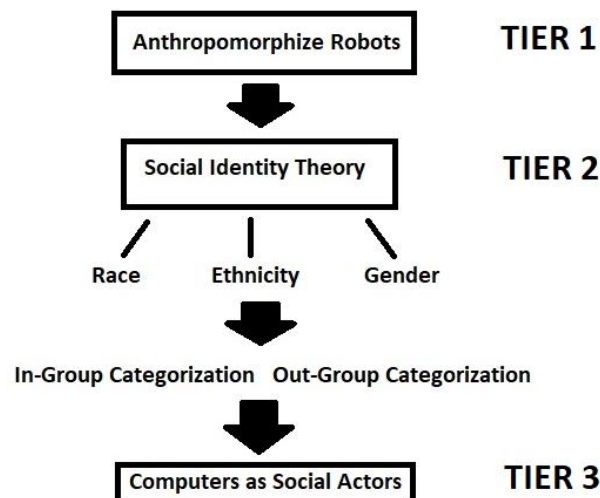 Anthropomorphize Robots TIER 1
Social Identity Theory TIER 2
Race Ethnicity Gender
In-Group Categorization Out-Group Categorization
Computers as Social Actors TIER 3